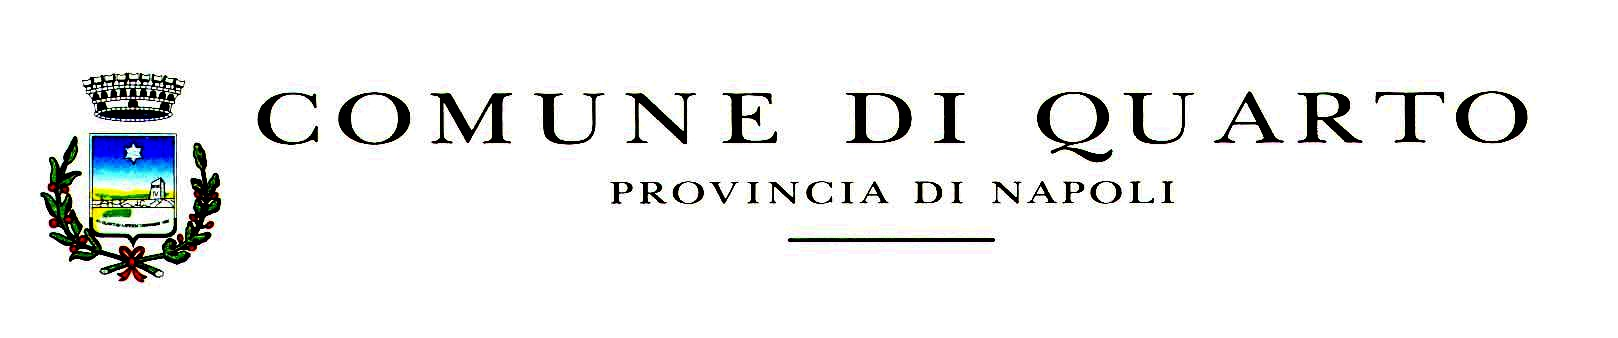 COMUNE DI QUARTO
PROVINCIA DI NAPOLI